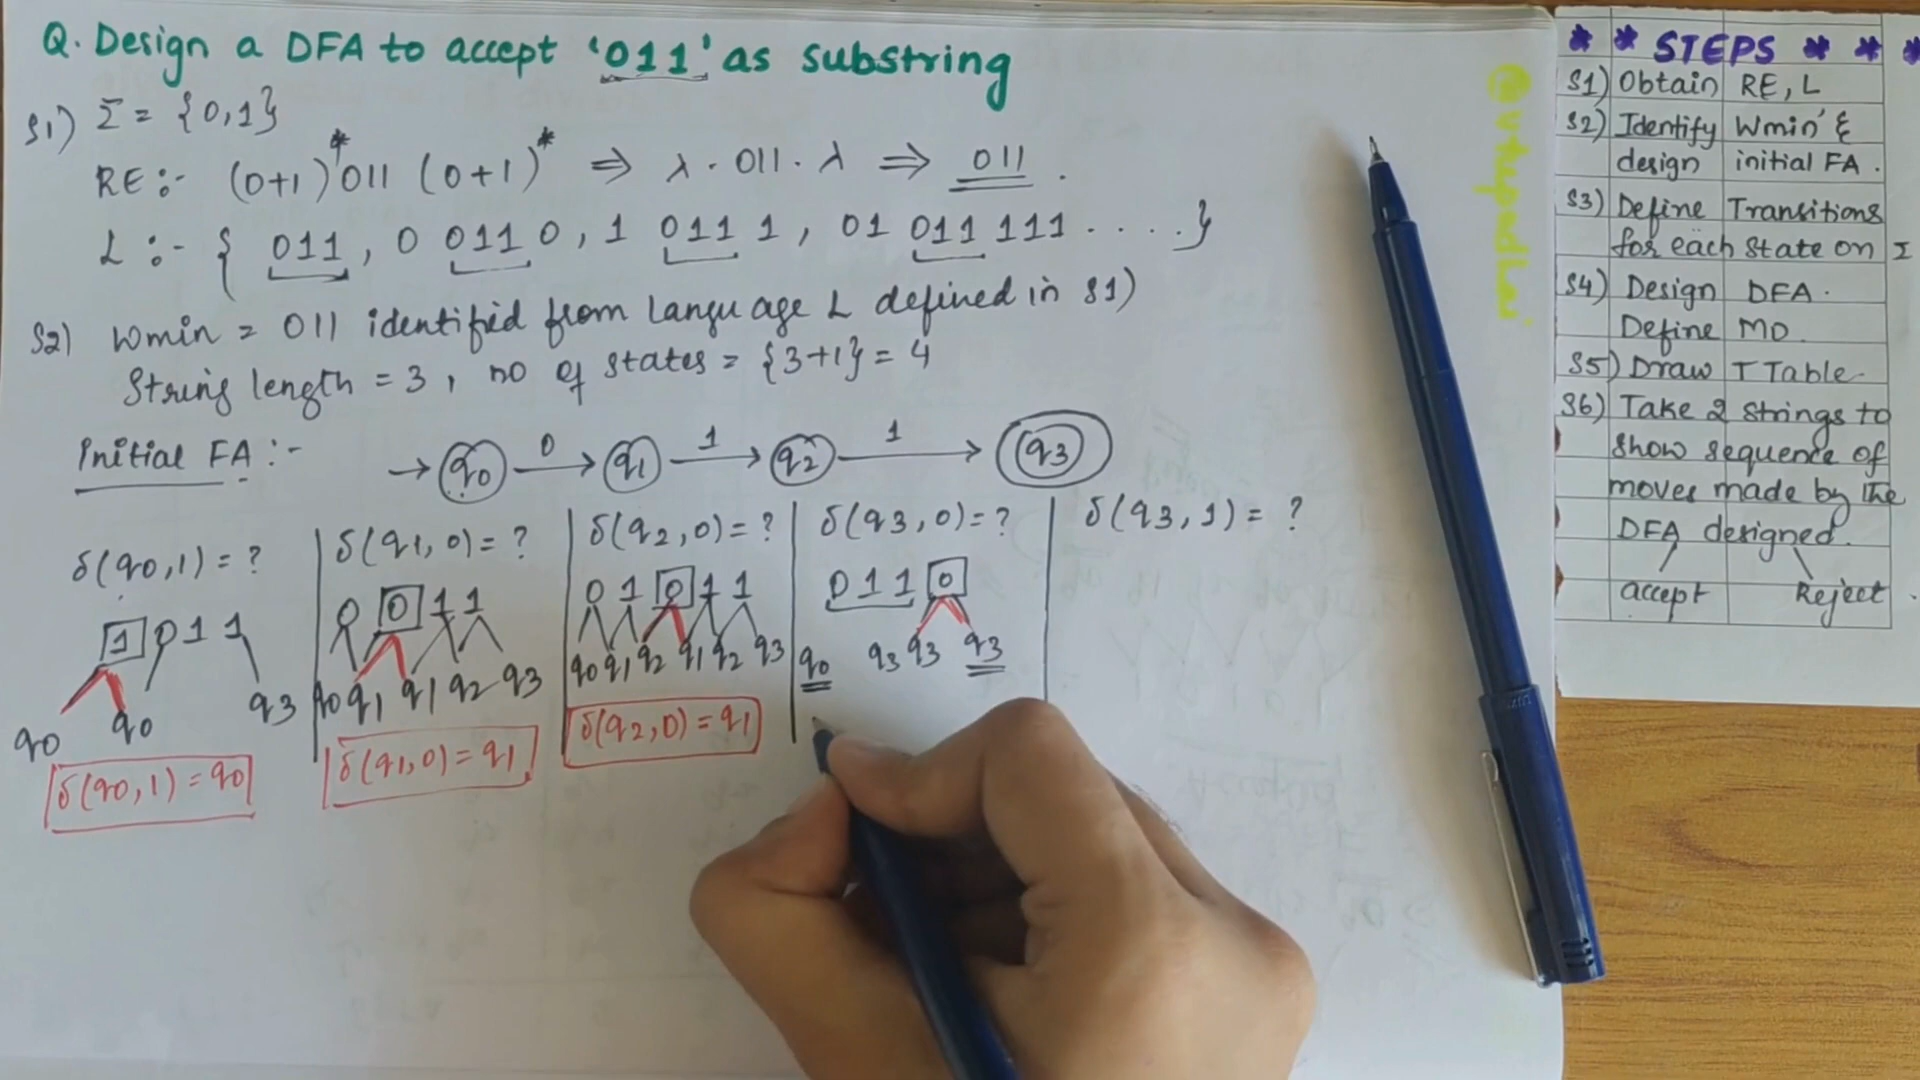 Q. Design a DFA to accept '011' as substring
S1) Σ = {0,1}
RE :- (0+1)*011 (0+1)* ⇒ λ . 011 . λ ⇒ 011 .
L :- { 011, 0 011 0, 1 011 1, 01 011 111 . . . . }
S2) Wmin = 011 identified from Language L defined in S1)
String length = 3, no of states = {3+1} = 4
Initial FA :- → q0 0 → q1 1 → q2 1 → q3
δ(q0,1) = ?
1 0 1 1
q0 q0 q3
δ(q0,1) = q0
δ(q1,0) = ?
0 0 1 1
q0 q1 q1 q2 q3
δ(q1,0) = q1
δ(q2,0) = ?
0 1 0 1 1
q0 q1 q2 q1 q2 q3
δ(q2,0) = q1
δ(q3,0) = ?
0 1 1 0
q0 q3 q3 q3
δ(q3,1) = ?
@vtupadhai
* * STEPS * * *
S1) Obtain RE, L
S2) Identify Wmin' &
design initial FA .
S3) Define Transitions
for each state on Σ
S4) Design DFA .
Define MD .
S5) Draw T Table .
S6) Take 2 strings to
show sequence of
moves made by the
DFA designed .
accept Reject .